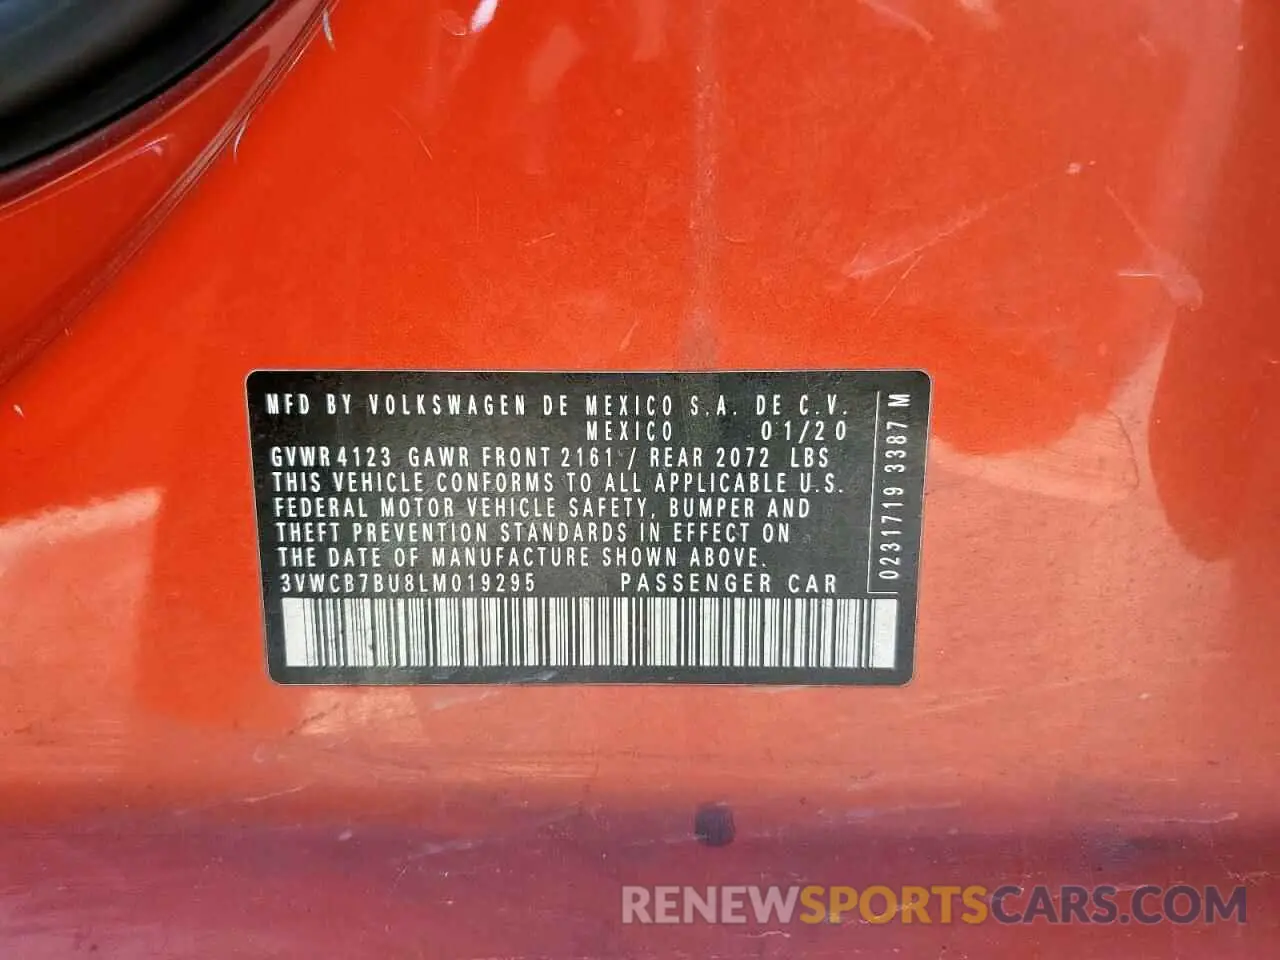 MFD BY VOLKSWAGEN DE MEXICO S.A. DE C.V.
MEXICO 01/20
GVWR 4123 GAWR FRONT 2161 / REAR 2072 LBS
THIS VEHICLE CONFORMS TO ALL APPLICABLE U.S.
FEDERAL MOTOR VEHICLE SAFETY, BUMPER AND
THEFT PREVENTION STANDARDS IN EFFECT ON
THE DATE OF MANUFACTURE SHOWN ABOVE.
3VWCB7BU8LM019295 PASSENGER CAR
0231719 3387 M
RENEWSPORTSCARS.COM